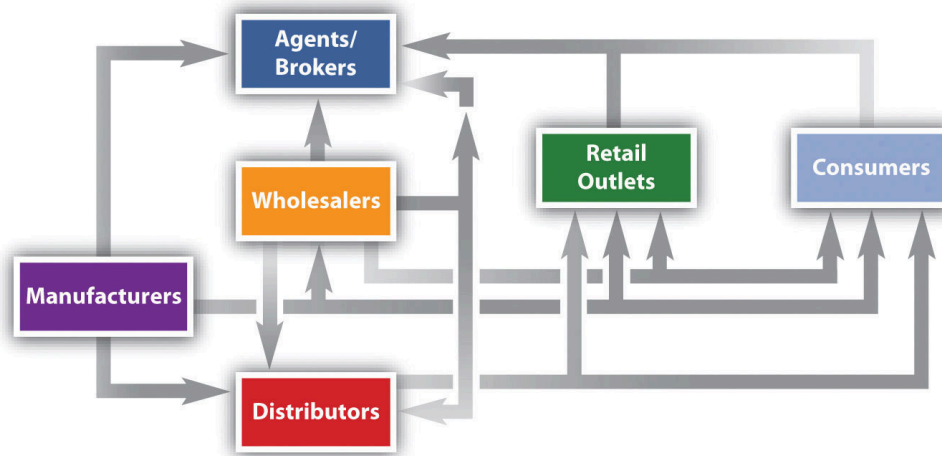 Agents/
Brokers
Retail
Outlets
Consumers
Wholesalers
Manufacturers
Distributors